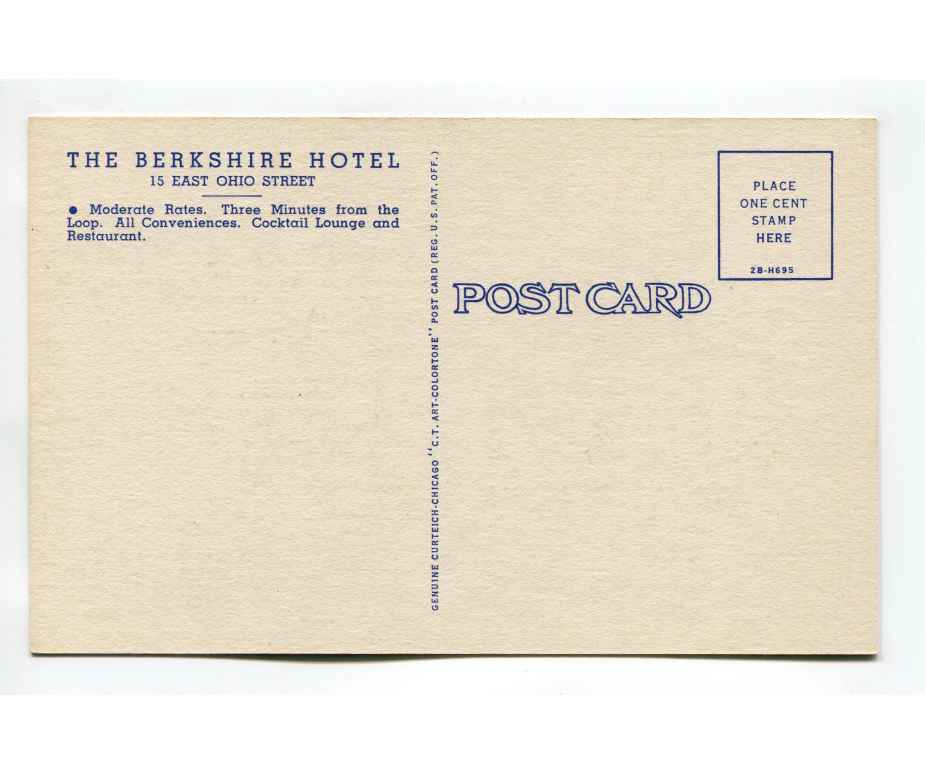 THE BERKSHIRE HOTEL
15 EAST OHIO STREET
● Moderate Rates. Three Minutes from the
Loop. All Conveniences. Cocktail Lounge and
Restaurant.
GENUINE CURTEICH-CHICAGO "C.T. ART-COLORTONE" POST CARD (REG. U.S. PAT. OFF.)
PLACE
ONE CENT
STAMP
HERE
2B-H695
POST CARD